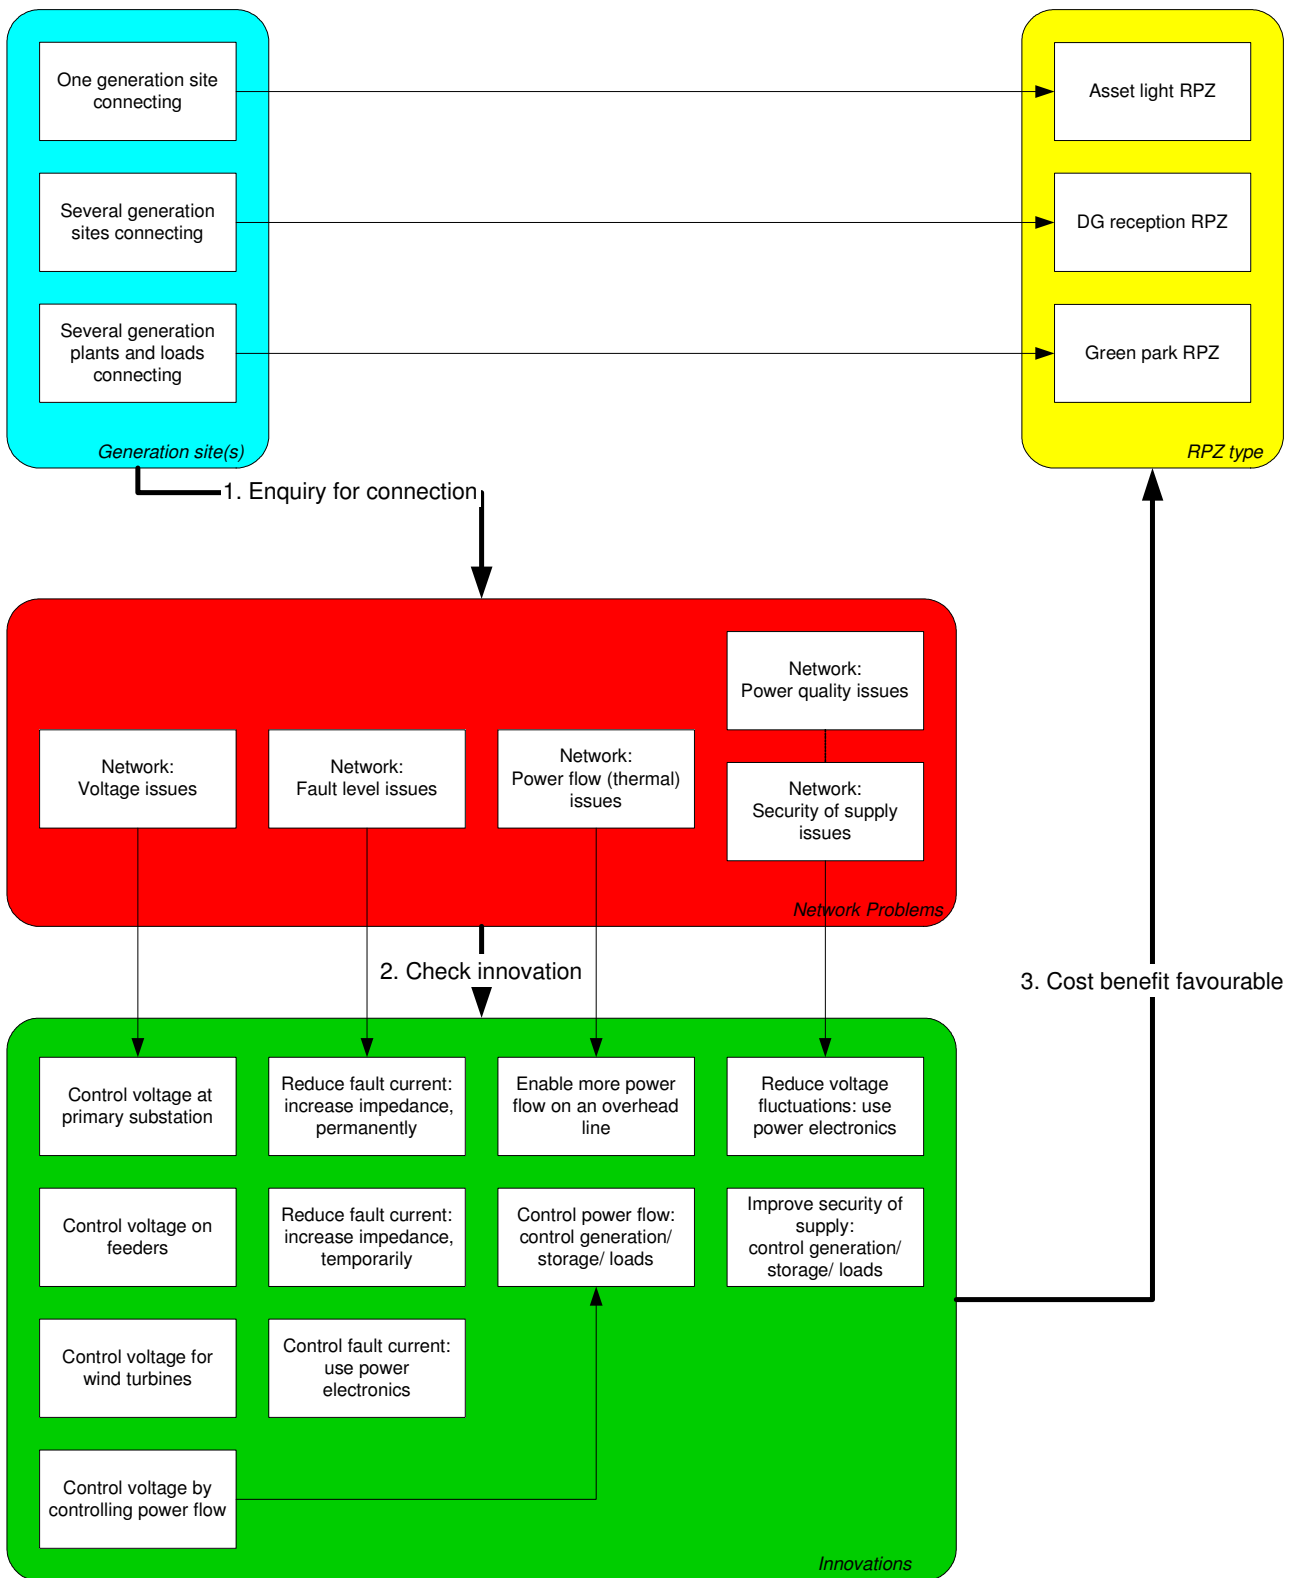 One generation site
connecting
Asset light RPZ
Several generation
sites connecting
DG reception RPZ
Several generation
plants and loads
connecting
Green park RPZ
Generation site(s)
RPZ type
1. Enquiry for connection
Network:
Power quality issues
Network:
Voltage issues
Network:
Fault level issues
Network:
Power flow (thermal)
issues
Network:
Security of supply
issues
Network Problems
2. Check innovation
3. Cost benefit favourable
Control voltage at
primary substation
Reduce fault current:
increase impedance,
permanently
Enable more power
flow on an overhead
line
Reduce voltage
fluctuations: use
power electronics
Control voltage on
feeders
Reduce fault current:
increase impedance,
temporarily
Control power flow:
control generation/
storage/ loads
Improve security of
supply:
control generation/
storage/ loads
Control voltage for
wind turbines
Control fault current:
use power
electronics
Control voltage by
controlling power flow
Innovations